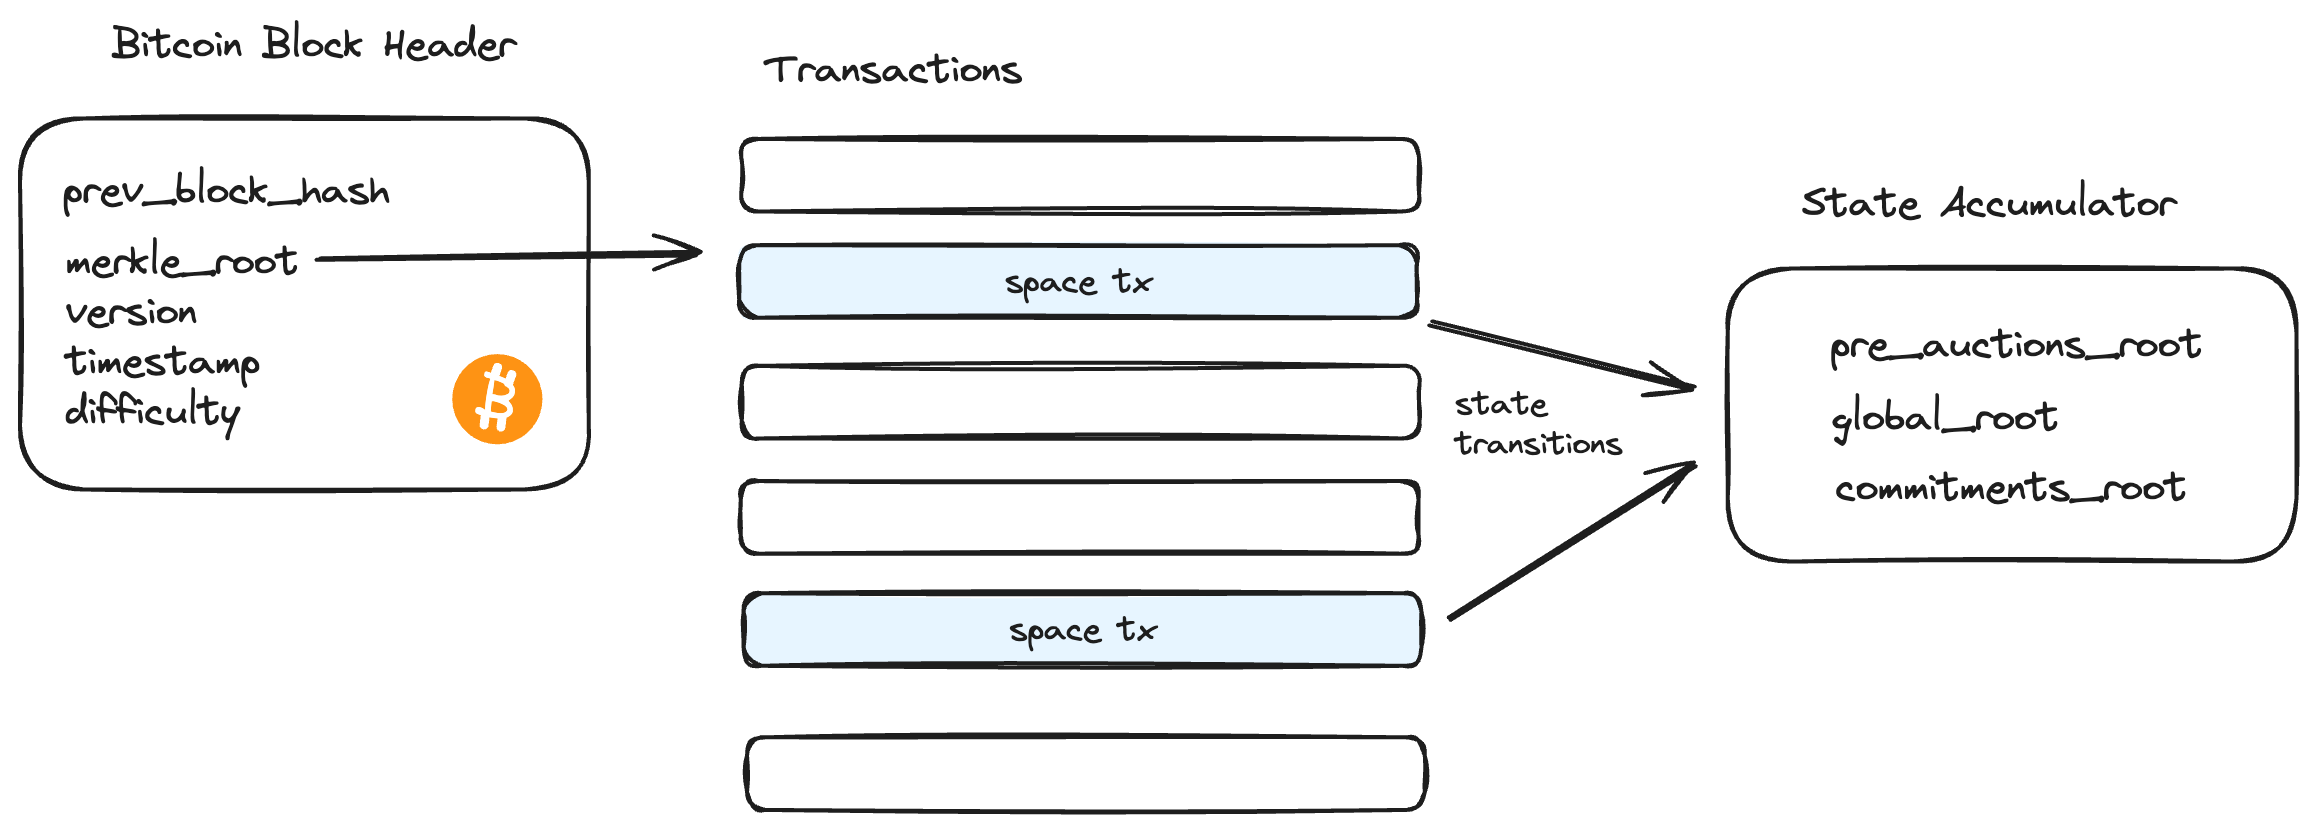 Bitcoin Block Header
prev_block_hash
merkle_root
version
timestamp
difficulty
Transactions
space tx
space tx
state
transitions
State Accumulator
pre_auctions_root
global_root
commitments_root